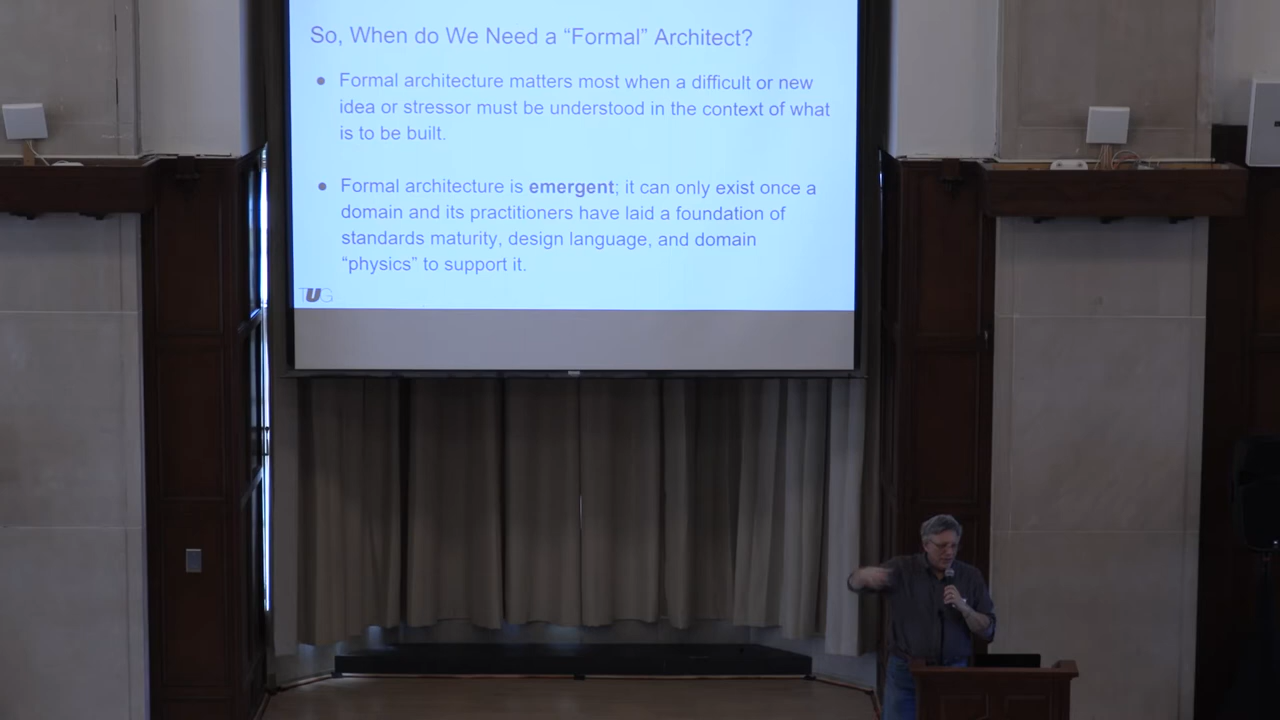 So, When do We Need a “Formal” Architect?
● Formal architecture matters most when a difficult or new
idea or stressor must be understood in the context of what
is to be built.
● Formal architecture is emergent; it can only exist once a
domain and its practitioners have laid a foundation of
standards maturity, design language, and domain
“physics” to support it.
TUG